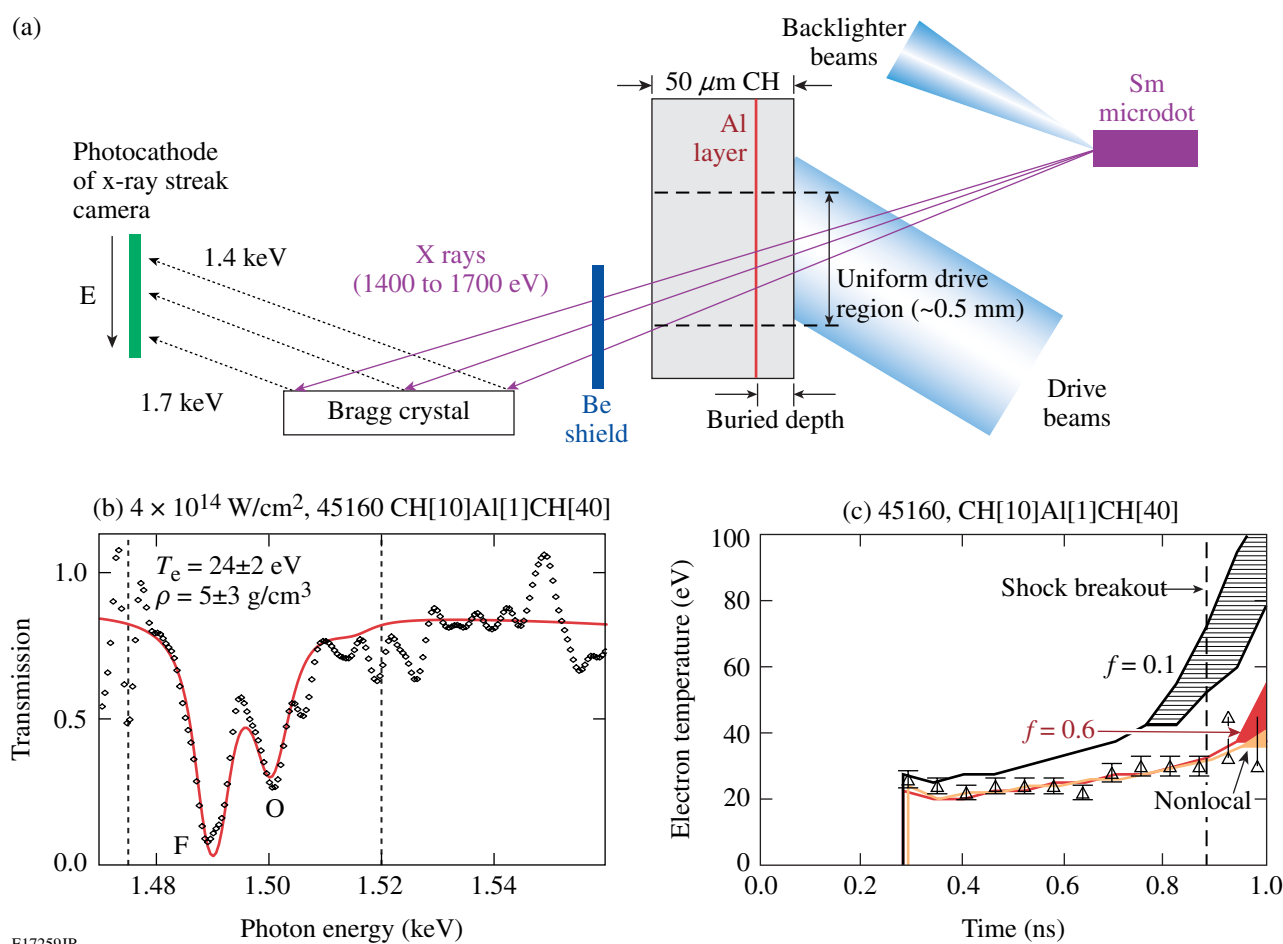 (a)
Backlighter
beams
50 μm CH
Sm
microdot
Al
layer
Photocathode
of x-ray streak
camera
1.4 keV
X rays
(1400 to 1700 eV)
E
Uniform drive
region (~0.5 mm)
1.7 keV
Bragg crystal
Be
shield
Buried depth
Drive
beams
(b) 4 × 10¹⁴ W/cm², 45160 CH[10]Al[1]CH[40]
Tₑ = 24±2 eV
ρ = 5±3 g/cm³
1.0
0.5
0.0
Transmission
F
O
1.48
1.50
1.52
1.54
Photon energy (keV)
(c) 45160, CH[10]Al[1]CH[40]
100
80
60
40
20
0
Electron temperature (eV)
Shock breakout
f = 0.1
f = 0.6
Nonlocal
0.0
0.2
0.4
0.6
0.8
1.0
Time (ns)
E17259JR